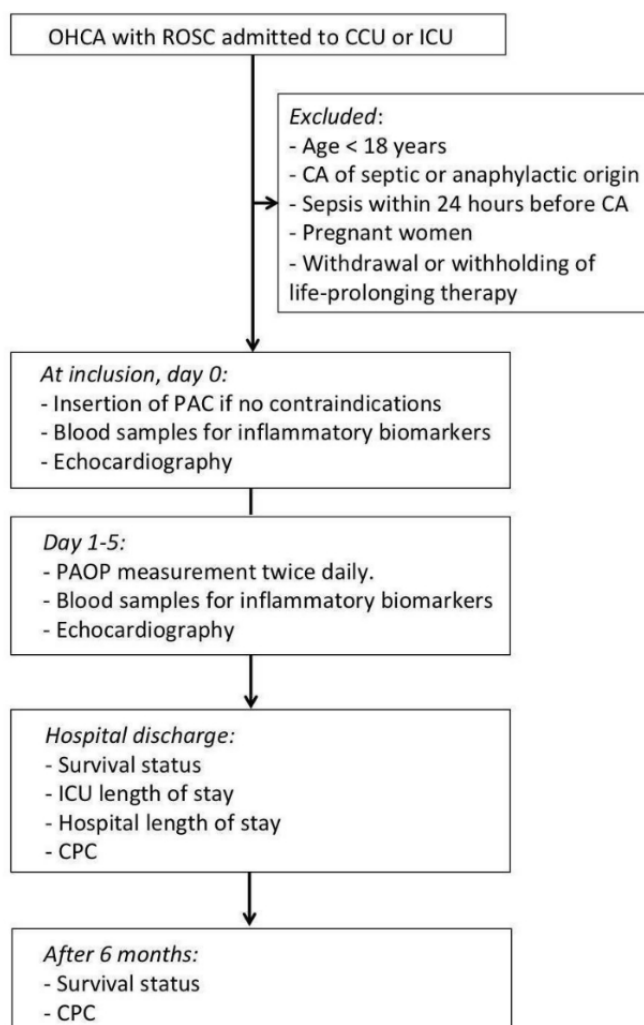 OHCA with ROSC admitted to CCU or ICU
Excluded:
- Age < 18 years
- CA of septic or anaphylactic origin
- Sepsis within 24 hours before CA
- Pregnant women
- Withdrawal or withholding of
life-prolonging therapy
At inclusion, day 0:
- Insertion of PAC if no contraindications
- Blood samples for inflammatory biomarkers
- Echocardiography
Day 1-5:
- PAOP measurement twice daily.
- Blood samples for inflammatory biomarkers
- Echocardiography
Hospital discharge:
- Survival status
- ICU length of stay
- Hospital length of stay
- CPC
After 6 months:
- Survival status
- CPC